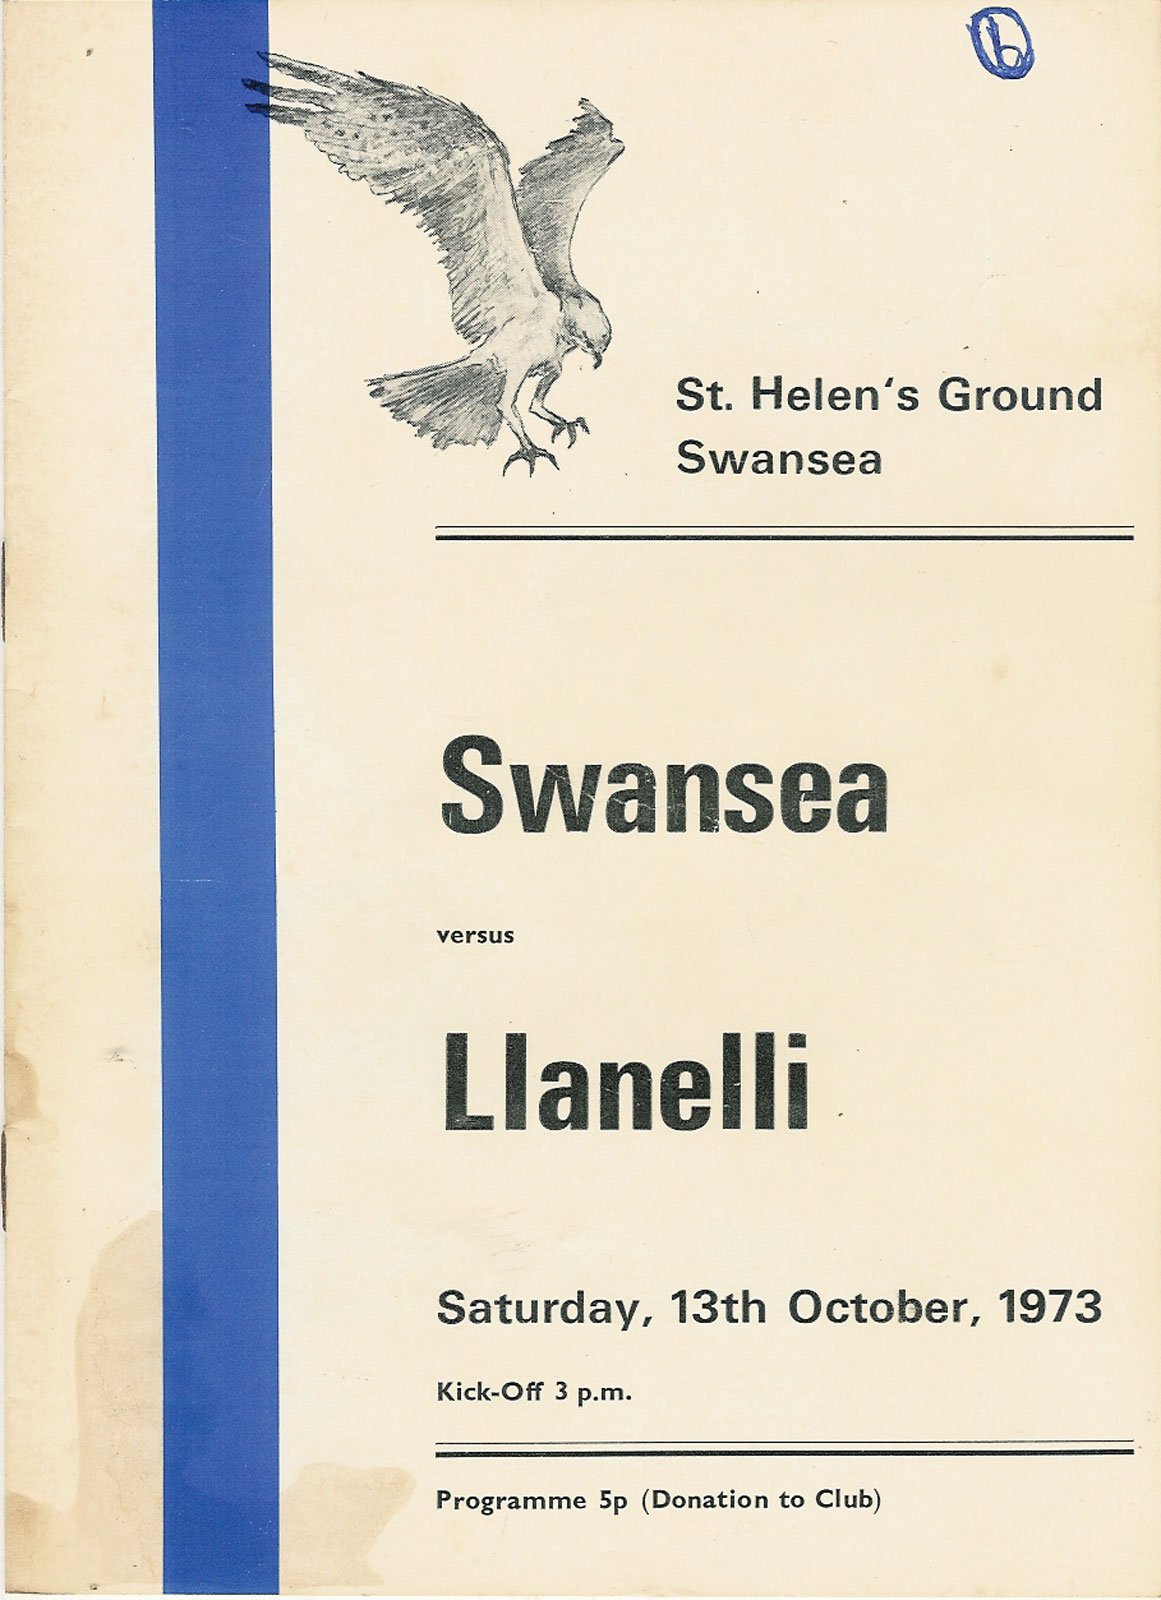 b
St. Helen‘s Ground
Swansea
Swansea
versus
Llanelli
Saturday, 13th October, 1973
Kick-Off 3 p.m.
Programme 5p (Donation to Club)